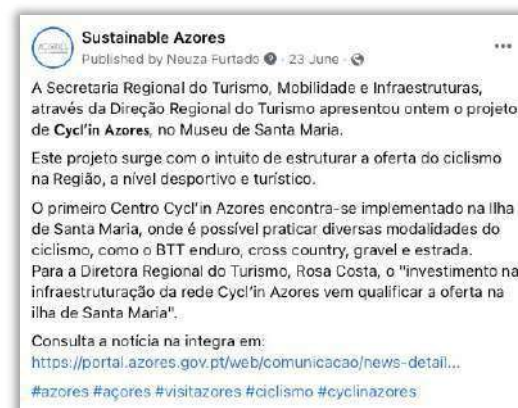 AZORES
Sustainable Azores
Published by Neuza Furtado · 23 June ·
A Secretaria Regional do Turismo, Mobilidade e Infraestruturas,
através da Direção Regional do Turismo apresentou ontem o projeto
de Cycl'in Azores, no Museu de Santa Maria.
Este projeto surge com o intuito de estruturar a oferta do ciclismo
na Região, a nível desportivo e turístico.
O primeiro Centro Cycl'in Azores encontra-se implementado na Ilha
de Santa Maria, onde é possível praticar diversas modalidades do
ciclismo, como o BTT enduro, cross country, gravel e estrada.
Para a Diretora Regional do Turismo, Rosa Costa, o "investimento na
infraestruturação da rede Cycl'in Azores vem qualificar a oferta na
ilha de Santa Maria".
Consulta a notícia na integra em:
https://portal.azores.gov.pt/web/comunicacao/news-detail...
#azores #açores #visitazores #ciclismo #cyclinazores